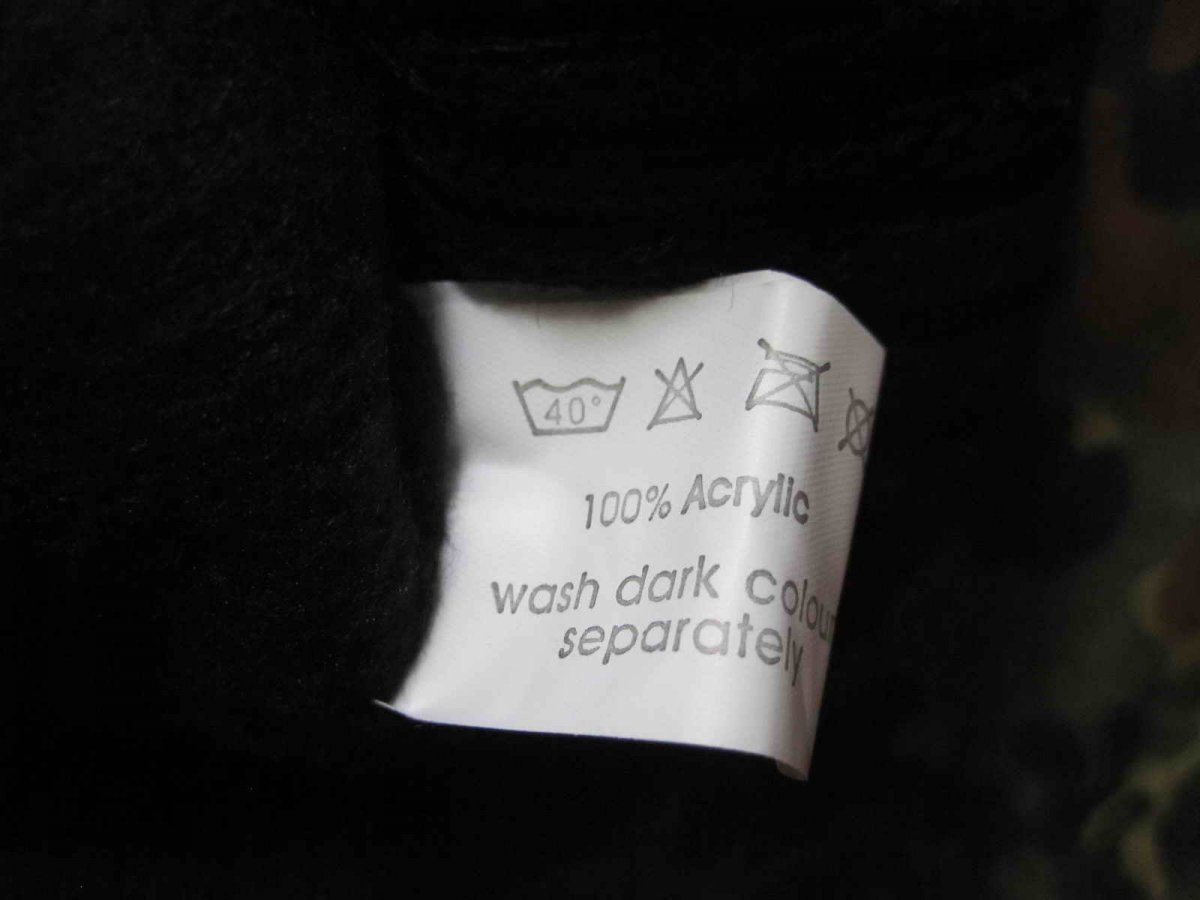 40°
100% Acrylic
wash dark colour
separately